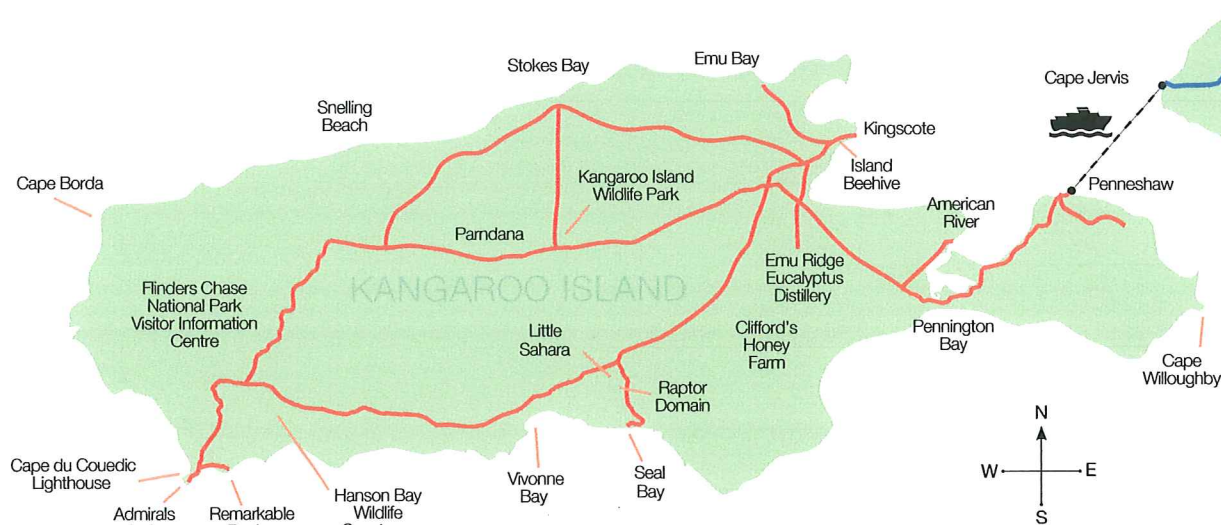 Emu Bay
Stokes Bay
Cape Jervis
Snelling
Beach
Kingscote
Island
Beehive
Kangaroo Island
Wildlife Park
Cape Borda
Penneshaw
American
River
Parndana
Emu Ridge
Eucalyptus
Distillery
KANGAROO ISLAND
Flinders Chase
National Park
Visitor Information
Centre
Little
Sahara
Clifford's
Honey
Farm
Pennington
Bay
Cape
Willoughby
Raptor
Domain
N
W
E
S
Cape du Couedic
Lighthouse
Vivonne
Bay
Seal
Bay
Admirals
Remarkable
Hanson Bay
Wildlife